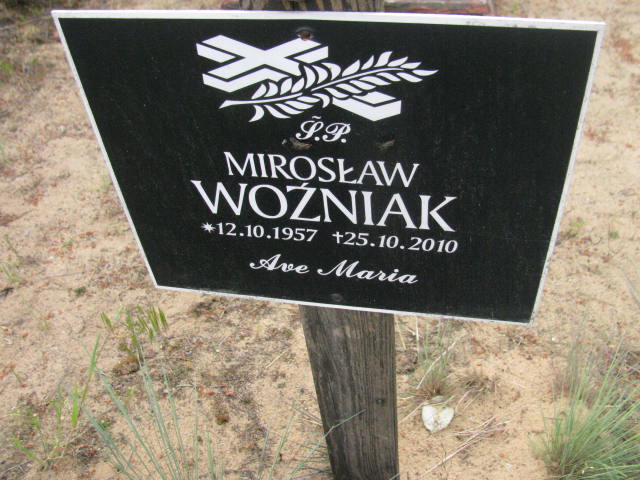 Ś.P.
MIROSŁAW
WOŹNIAK
*12.10.1957 †25.10.2010
Ave Maria